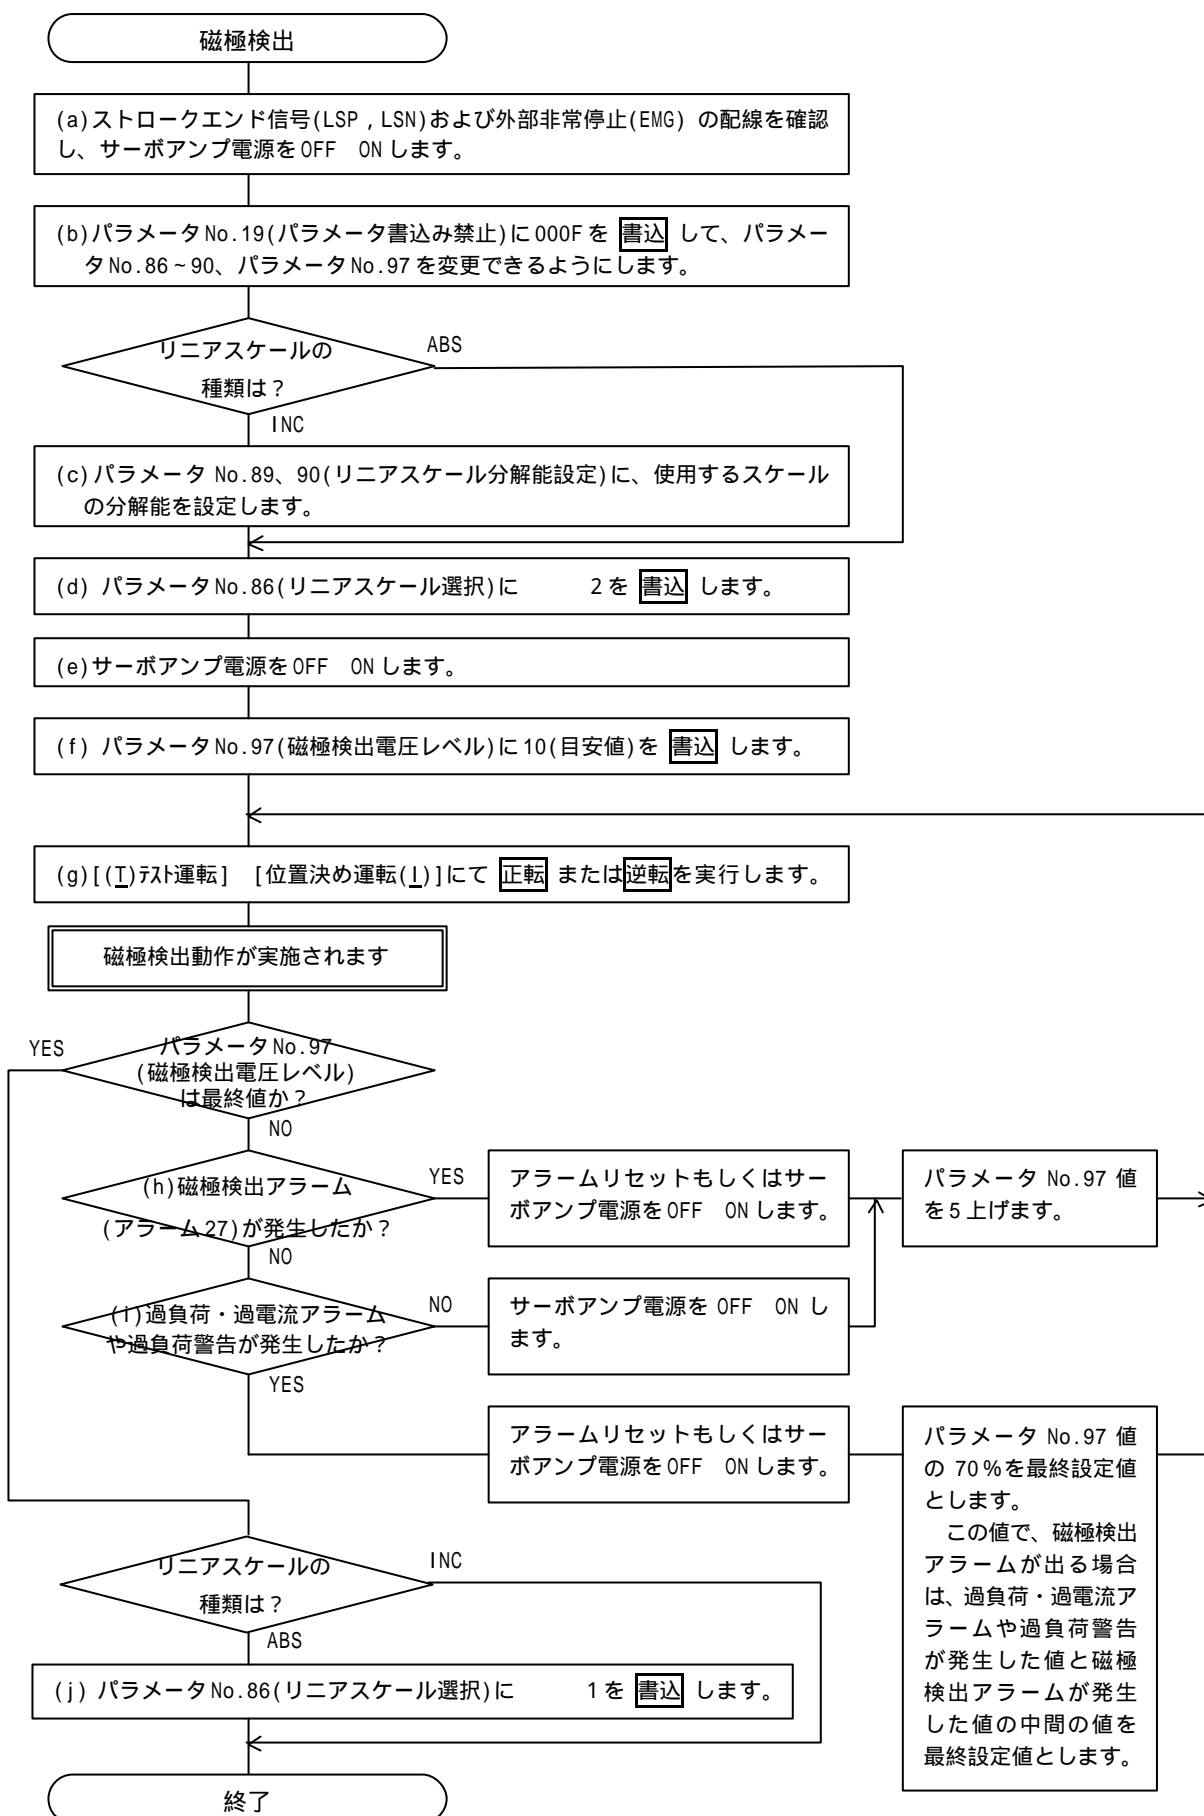 磁極検出
(a)ストロークエンド信号(LSP，LSN)および外部非常停止(EMG) の配線を確認
し、サーボアンプ電源をOFF　ONします。
(b)パラメータNo.19(パラメータ書込み禁止)に000Fを 書込 して、パラメー
タNo.86～90、パラメータNo.97を変更できるようにします。
リニアスケールの
種類は？
ABS
INC
(c)パラメータ No.89、90(リニアスケール分解能設定)に、使用するスケール
の分解能を設定します。
(d) パラメータNo.86(リニアスケール選択)に　　　2を 書込 します。
(e)サーボアンプ電源をOFF　ONします。
(f) パラメータNo.97(磁極検出電圧レベル)に10(目安値)を 書込 します。
(g)[(T)ﾃｽﾄ運転]　[位置決め運転(I)]にて 正転 または逆転を実行します。
磁極検出動作が実施されます
YES
パラメータNo.97
(磁極検出電圧レベル)
は最終値か？
NO
(h)磁極検出アラーム
(アラーム27)が発生したか？
YES
NO
アラームリセットもしくはサー
ボアンプ電源をOFF　ONします。
パラメータ No.97 値
を5上げます。
(i)過負荷・過電流アラーム
や過負荷警告が発生したか？
NO
YES
サーボアンプ電源を OFF　ON し
ます。
アラームリセットもしくはサー
ボアンプ電源をOFF　ONします。
パラメータ No.97 値
の 70％を最終設定値
とします。
この値で、磁極検出
アラームが出る場合
は、過負荷・過電流ア
ラームや過負荷警告
が発生した値と磁極
検出アラームが発生
した値の中間の値を
最終設定値とします。
リニアスケールの
種類は？
INC
ABS
(j) パラメータNo.86(リニアスケール選択)に　　　1を 書込 します。
終了